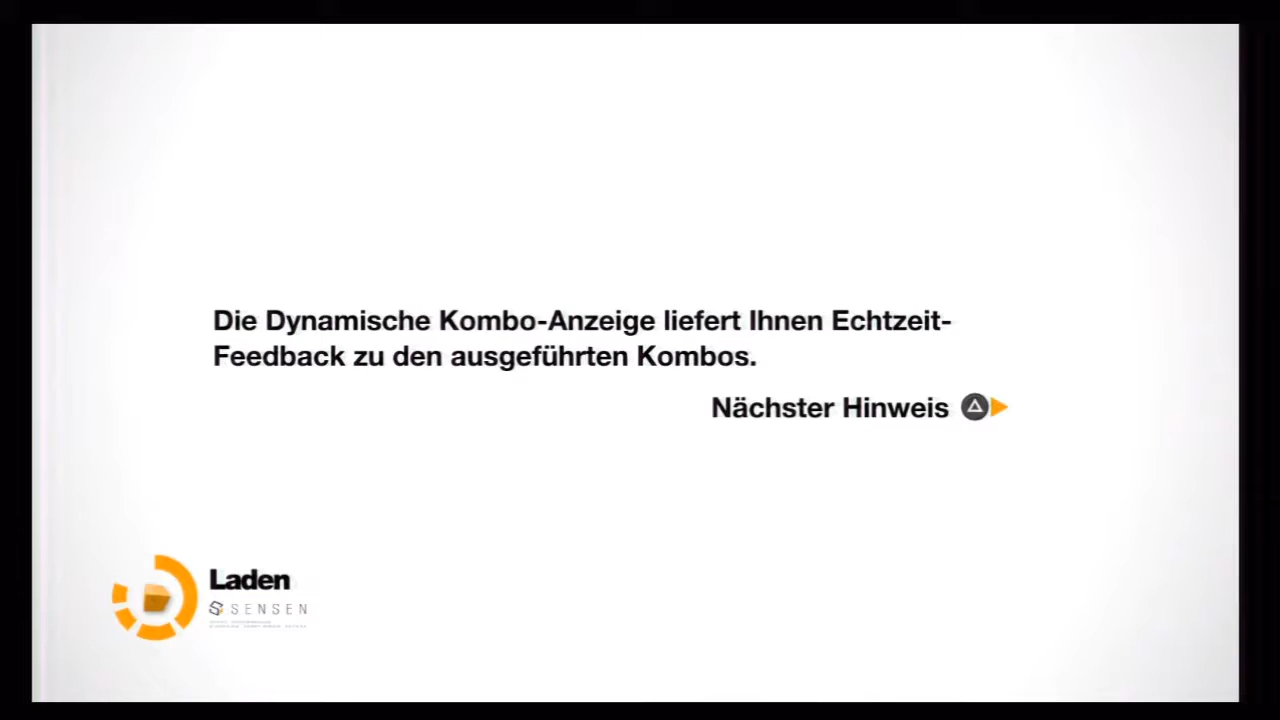 Die Dynamische Kombo-Anzeige liefert Ihnen Echtzeit-
Feedback zu den ausgeführten Kombos.
Nächster Hinweis
Laden
SENSEN